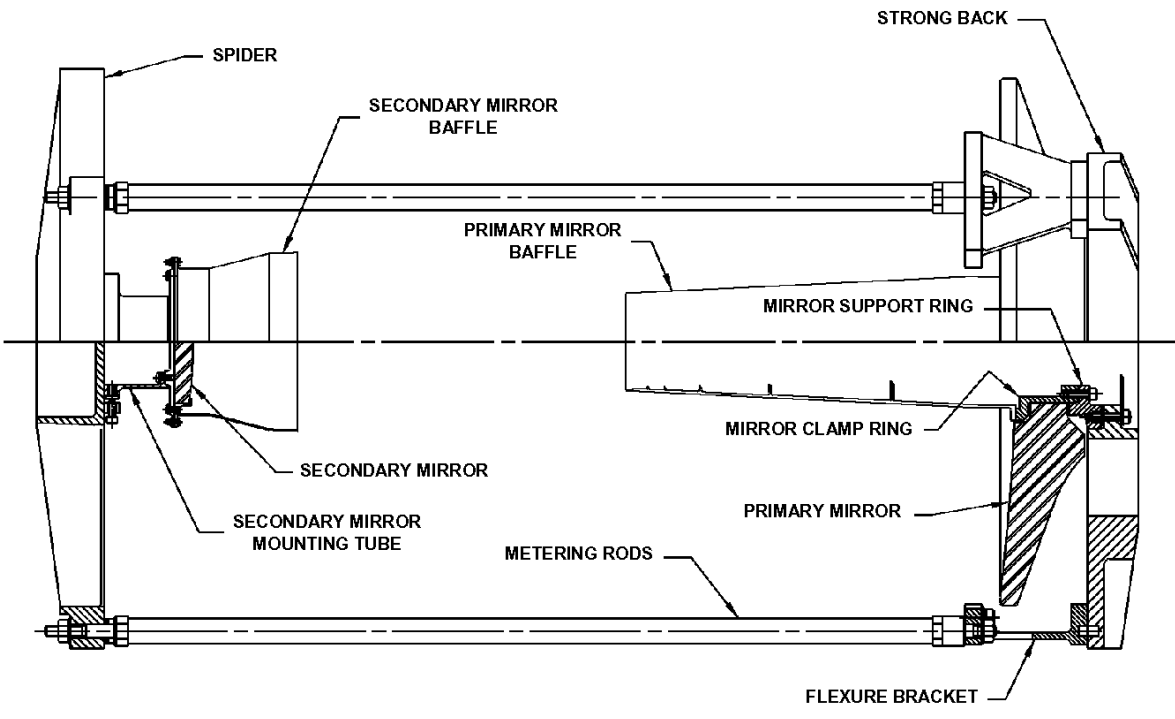 STRONG BACK
SPIDER
SECONDARY MIRROR
BAFFLE
PRIMARY MIRROR
BAFFLE
MIRROR SUPPORT RING
MIRROR CLAMP RING
SECONDARY MIRROR
PRIMARY MIRROR
SECONDARY MIRROR
MOUNTING TUBE
METERING RODS
FLEXURE BRACKET